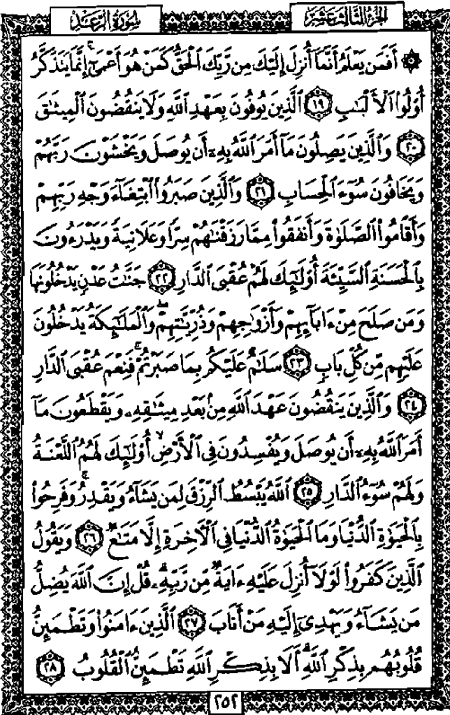 الجزء الثالث عشر
سورة الرعد
۞ أَفَمَن يَعْلَمُ أَنَّمَآ أُنزِلَ إِلَيْكَ مِن رَّبِّكَ ٱلْحَقُّ كَمَنْ هُوَ أَعْمَىٰٓ ۚ إِنَّمَا يَتَذَكَّرُ
أُو۟لُوا۟ ٱلْأَلْبَٰبِ ١٩ ٱلَّذِينَ يُوفُونَ بِعَهْدِ ٱللَّهِ وَلَا يَنقُضُونَ ٱلْمِيثَٰقَ
٢٠ وَٱلَّذِينَ يَصِلُونَ مَآ أَمَرَ ٱللَّهُ بِهِۦٓ أَن يُوصَلَ وَيَخْشَوْنَ رَبَّهُمْ
وَيَخَافُونَ سُوٓءَ ٱلْحِسَابِ ٢١ وَٱلَّذِينَ صَبَرُوا۟ ٱبْتِغَآءَ وَجْهِ رَبِّهِمْ
وَأَقَامُوا۟ ٱلصَّلَوٰةَ وَأَنفَقُوا۟ مِمَّا رَزَقْنَٰهُمْ سِرًّا وَعَلَانِيَةً وَيَدْرَءُونَ
بِٱلْحَسَنَةِ ٱلسَّيِّئَةَ أُو۟لَٰٓئِكَ لَهُمْ عُقْبَى ٱلدَّارِ ٢٢ جَنَّٰتُ عَدْنٍ يَدْخُلُونَهَا
وَمَن صَلَحَ مِنْ ءَابَآئِهِمْ وَأَزْوَٰجِهِمْ وَذُرِّيَّٰتِهِمْ ۖ وَٱلْمَلَٰٓئِكَةُ يَدْخُلُونَ
عَلَيْهِم مِّن كُلِّ بَابٍ ٢٣ سَلَٰمٌ عَلَيْكُم بِمَا صَبَرْتُمْ ۚ فَنِعْمَ عُقْبَى ٱلدَّارِ
٢٤ وَٱلَّذِينَ يَنقُضُونَ عَهْدَ ٱللَّهِ مِنۢ بَعْدِ مِيثَٰقِهِۦ وَيَقْطَعُونَ مَآ
أَمَرَ ٱللَّهُ بِهِۦٓ أَن يُوصَلَ وَيُفْسِدُونَ فِى ٱلْأَرْضِ ۙ أُو۟لَٰٓئِكَ لَهُمُ ٱللَّعْنَةُ
وَلَهُمْ سُوٓءُ ٱلدَّارِ ٢٥ ٱللَّهُ يَبْسُطُ ٱلرِّزْقَ لِمَن يَشَآءُ وَيَقْدِرُ ۚ وَفَرِحُوا۟
بِٱلْحَيَوٰةِ ٱلدُّنْيَا وَمَا ٱلْحَيَوٰةُ ٱلدُّنْيَا فِى ٱلْءَاخِرَةِ إِلَّا مَتَٰعٌ ٢٦ وَيَقُولُ
ٱلَّذِينَ كَفَرُوا۟ لَوْلَآ أُنزِلَ عَلَيْهِ ءَايَةٌ مِّن رَّبِّهِۦ ۗ قُلْ إِنَّ ٱللَّهَ يُضِلُّ
مَن يَشَآءُ وَيَهْدِىٓ إِلَيْهِ مَنْ أَنَابَ ٢٧ ٱلَّذِينَ ءَامَنُوا۟ وَتَطْمَئِنُّ
قُلُوبُهُم بِذِكْرِ ٱللَّهِ ۗ أَلَا بِذِكْرِ ٱللَّهِ تَطْمَئِنُّ ٱلْقُلُوبُ ٢٨
٢٥٢